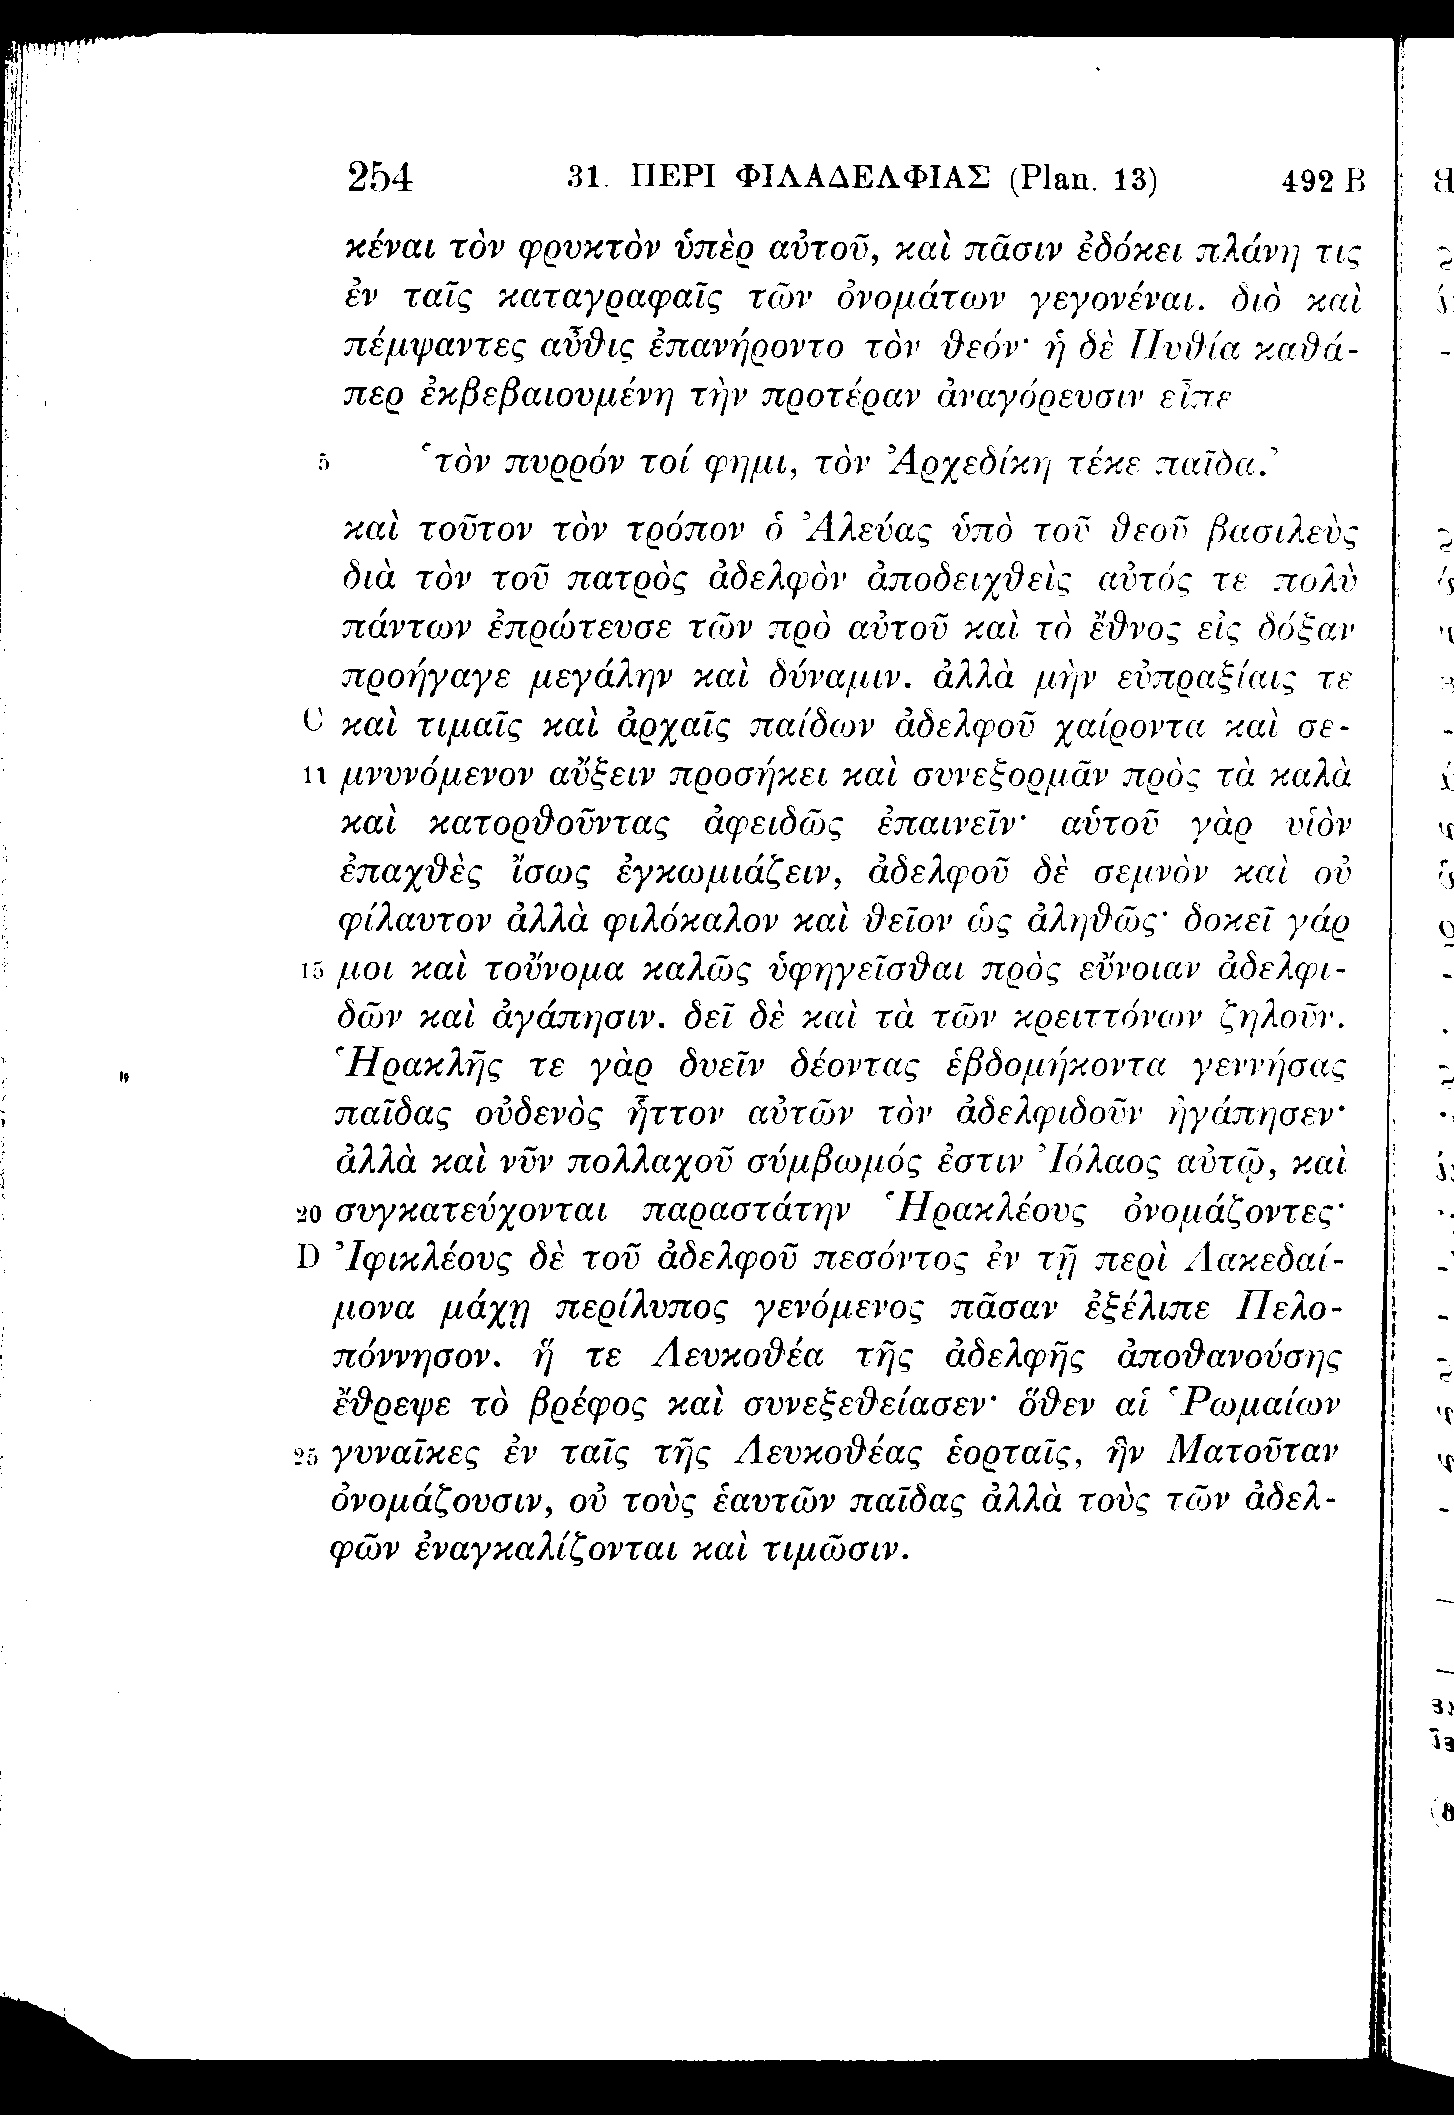 254 31. ΠΕΡΙ ΦΙΛΑΔΕΛΦΙΑΣ (Plan. 13) 492 B
κέναι τὸν φρυκτὸν ὑπὲρ αὐτοῦ, καὶ πᾶσιν ἐδόκει πλάνη τις
ἐν ταῖς καταγραφαῖς τῶν ὀνομάτων γεγονέναι. διὸ καὶ
πέμψαντες αὖθις ἐπανήροντο τὸν θεόν· ἡ δὲ Πυθία καθά-
περ ἐκβεβαιουμένη τὴν προτέραν ἀναγόρευσιν εἶπε
5 ‘τὸν πυρρόν τοί φημι, τὸν Ἀρχεδίκη τέκε παῖδα.’
καὶ τοῦτον τὸν τρόπον ὁ Ἀλεύας ὑπὸ τοῦ θεοῦ βασιλεὺς
διὰ τὸν τοῦ πατρὸς ἀδελφὸν ἀποδειχθεὶς αὐτός τε πολὺ
πάντων ἐπρώτευσε τῶν πρὸ αὐτοῦ καὶ τὸ ἔθνος εἰς δόξαν
προήγαγε μεγάλην καὶ δύναμιν. ἀλλὰ μὴν εὐπραξίαις τε
C καὶ τιμαῖς καὶ ἀρχαῖς παίδων ἀδελφοῦ χαίροντα καὶ σε-
11 μνυνόμενον αὔξειν προσήκει καὶ συνεξορμᾶν πρὸς τὰ καλὰ
καὶ κατορθοῦντας ἀφειδῶς ἐπαινεῖν· αὑτοῦ γὰρ υἱὸν
ἐπαχθὲς ἴσως ἐγκωμιάζειν, ἀδελφοῦ δὲ σεμνὸν καὶ οὐ
φίλαυτον ἀλλὰ φιλόκαλον καὶ θεῖον ὡς ἀληθῶς· δοκεῖ γάρ
15 μοι καὶ τοὔνομα καλῶς ὑφηγεῖσθαι πρὸς εὔνοιαν ἀδελφι-
δῶν καὶ ἀγάπησιν. δεῖ δὲ καὶ τὰ τῶν κρειττόνων ζηλοῦν.
Ἡρακλῆς τε γὰρ δυεῖν δέοντας ἑβδομήκοντα γεννήσας
παῖδας οὐδενὸς ἧττον αὐτῶν τὸν ἀδελφιδοῦν ἠγάπησεν·
ἀλλὰ καὶ νῦν πολλαχοῦ σύμβωμός ἐστιν Ἰόλαος αὐτῷ, καὶ
20 συγκατεύχονται παραστάτην Ἡρακλέους ὀνομάζοντες·
D Ἰφικλέους δὲ τοῦ ἀδελφοῦ πεσόντος ἐν τῇ περὶ Λακεδαί-
μονα μάχῃ περίλυπος γενόμενος πᾶσαν ἐξέλιπε Πελο-
πόννησον. ἥ τε Λευκοθέα τῆς ἀδελφῆς ἀποθανούσης
ἔθρεψε τὸ βρέφος καὶ συνεξεθείασεν· ὅθεν αἱ Ῥωμαίων
25 γυναῖκες ἐν ταῖς τῆς Λευκοθέας ἑορταῖς, ἣν Ματοῦταν
ὀνομάζουσιν, οὐ τοὺς ἑαυτῶν παῖδας ἀλλὰ τοὺς τῶν ἀδελ-
φῶν ἐναγκαλίζονται καὶ τιμῶσιν.